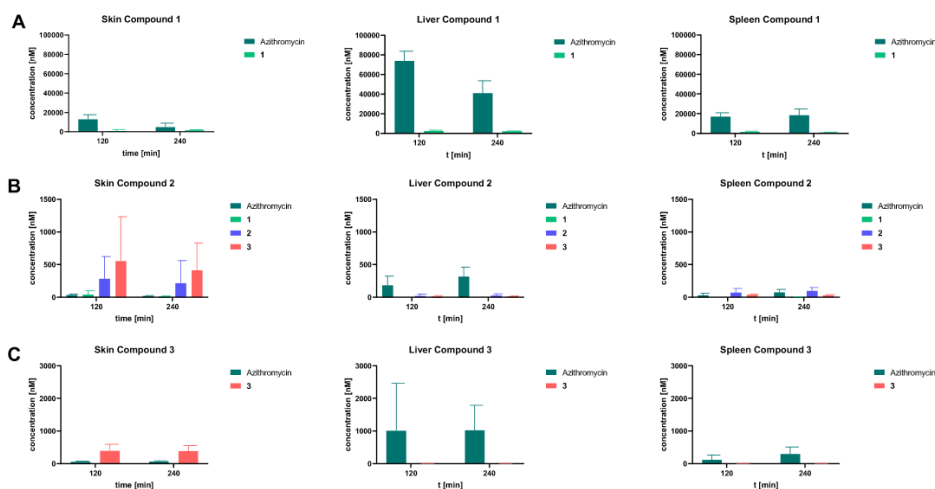 A
Skin Compound 1
concentration [nM]
100000
80000
60000
40000
20000
0
120
240
time [min]
Azithromycin
1
Liver Compound 1
concentration [nM]
100000
80000
60000
40000
20000
0
120
240
t [min]
Azithromycin
1
Spleen Compound 1
concentration [nM]
100000
80000
60000
40000
20000
0
120
240
t [min]
Azithromycin
1
B
Skin Compound 2
concentration [nM]
1500
1000
500
0
120
240
time [min]
Azithromycin
1
2
3
Liver Compound 2
concentration [nM]
1500
1000
500
0
120
240
t [min]
Azithromycin
1
2
3
Spleen Compound 2
concentration [nM]
1500
1000
500
0
120
240
t [min]
Azithromycin
1
2
3
C
Skin Compound 3
concentration [nM]
3000
2000
1000
0
120
240
time [min]
Azithromycin
3
Liver Compound 3
concentration [nM]
3000
2000
1000
0
120
240
t [min]
Azithromycin
3
Spleen Compound 3
concentration [nM]
3000
2000
1000
0
120
240
t [min]
Azithromycin
3